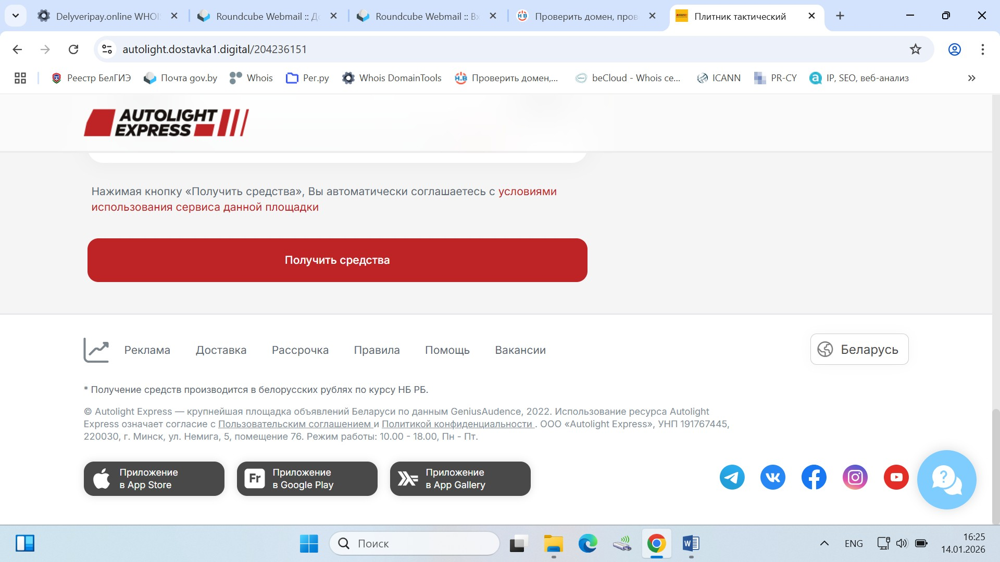 Delyveripay.online WHOI
Roundcube Webmail :: Д
Roundcube Webmail :: В
Проверить домен, пров
Плитник тактический
autolight.dostavka1.digital/204236151
Реестр БелГИЭ
Почта gov.by
Whois
Рег.ру
Whois DomainTools
H.B
Проверить домен,...
beCloud - Whois се...
ICANN
PR-CY
IP, SEO, веб-анализ
AUTOLIGHT
EXPRESS
Нажимая кнопку «Получить средства», Вы автоматически соглашаетесь с условиями
использования сервиса данной площадки
Получить средства
Реклама
Доставка
Рассрочка
Правила
Помощь
Вакансии
Беларусь
* Получение средств производится в белорусских рублях по курсу НБ РБ.
© Autolight Express — крупнейшая площадка объявлений Беларуси по данным GeniusAudence, 2022. Использование ресурса Autolight
Express означает согласие с Пользовательским соглашением и Политикой конфиденциальности . ООО «Autolight Express», УНП 191767445,
220030, г. Минск, ул. Немига, 5, помещение 76. Режим работы: 10.00 - 18.00, Пн - Пт.
Приложение
в App Store
Fr
Приложение
в Google Play
Приложение
в App Gallery
Поиск
W
ENG
16:25
14.01.2026